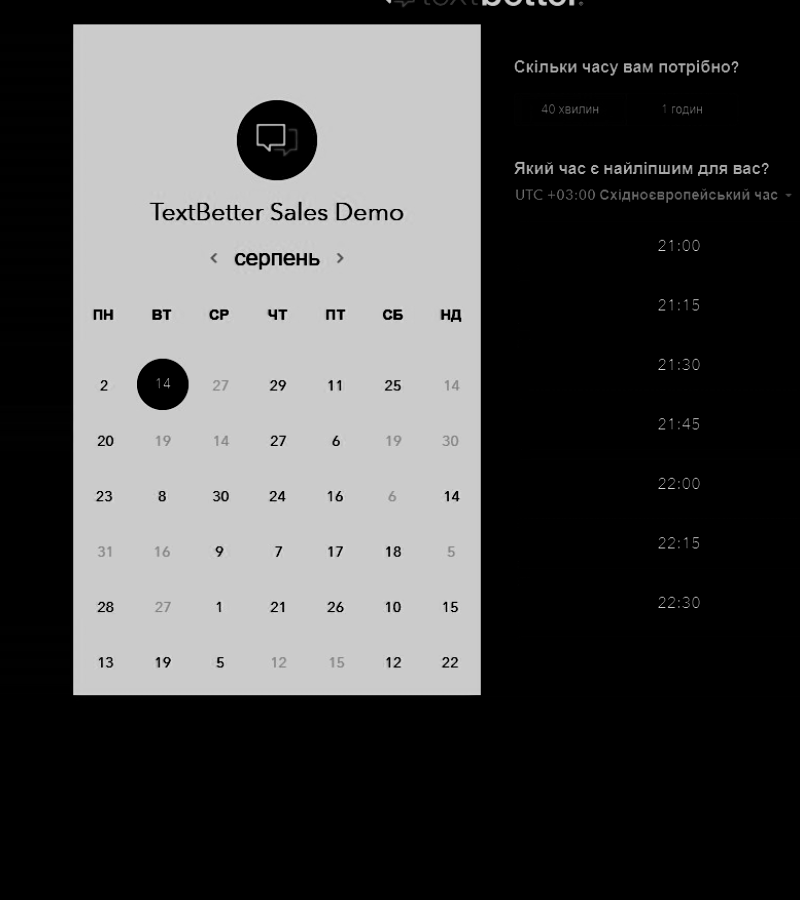 textbetter
TextBetter Sales Demo
‹ серпень ›
ПН ВТ СР ЧТ ПТ СБ НД
2 14 27 29 11 25 14
20 19 14 27 6 19 30
23 8 30 24 16 6 14
31 16 9 7 17 18 5
28 27 1 21 26 10 15
13 19 5 12 15 12 22
Скільки часу вам потрібно?
40 хвилин 1 годин
Який час є найліпшим для вас?
UTC +03:00 Східноєвропейський час
21:00
21:15
21:30
21:45
22:00
22:15
22:30